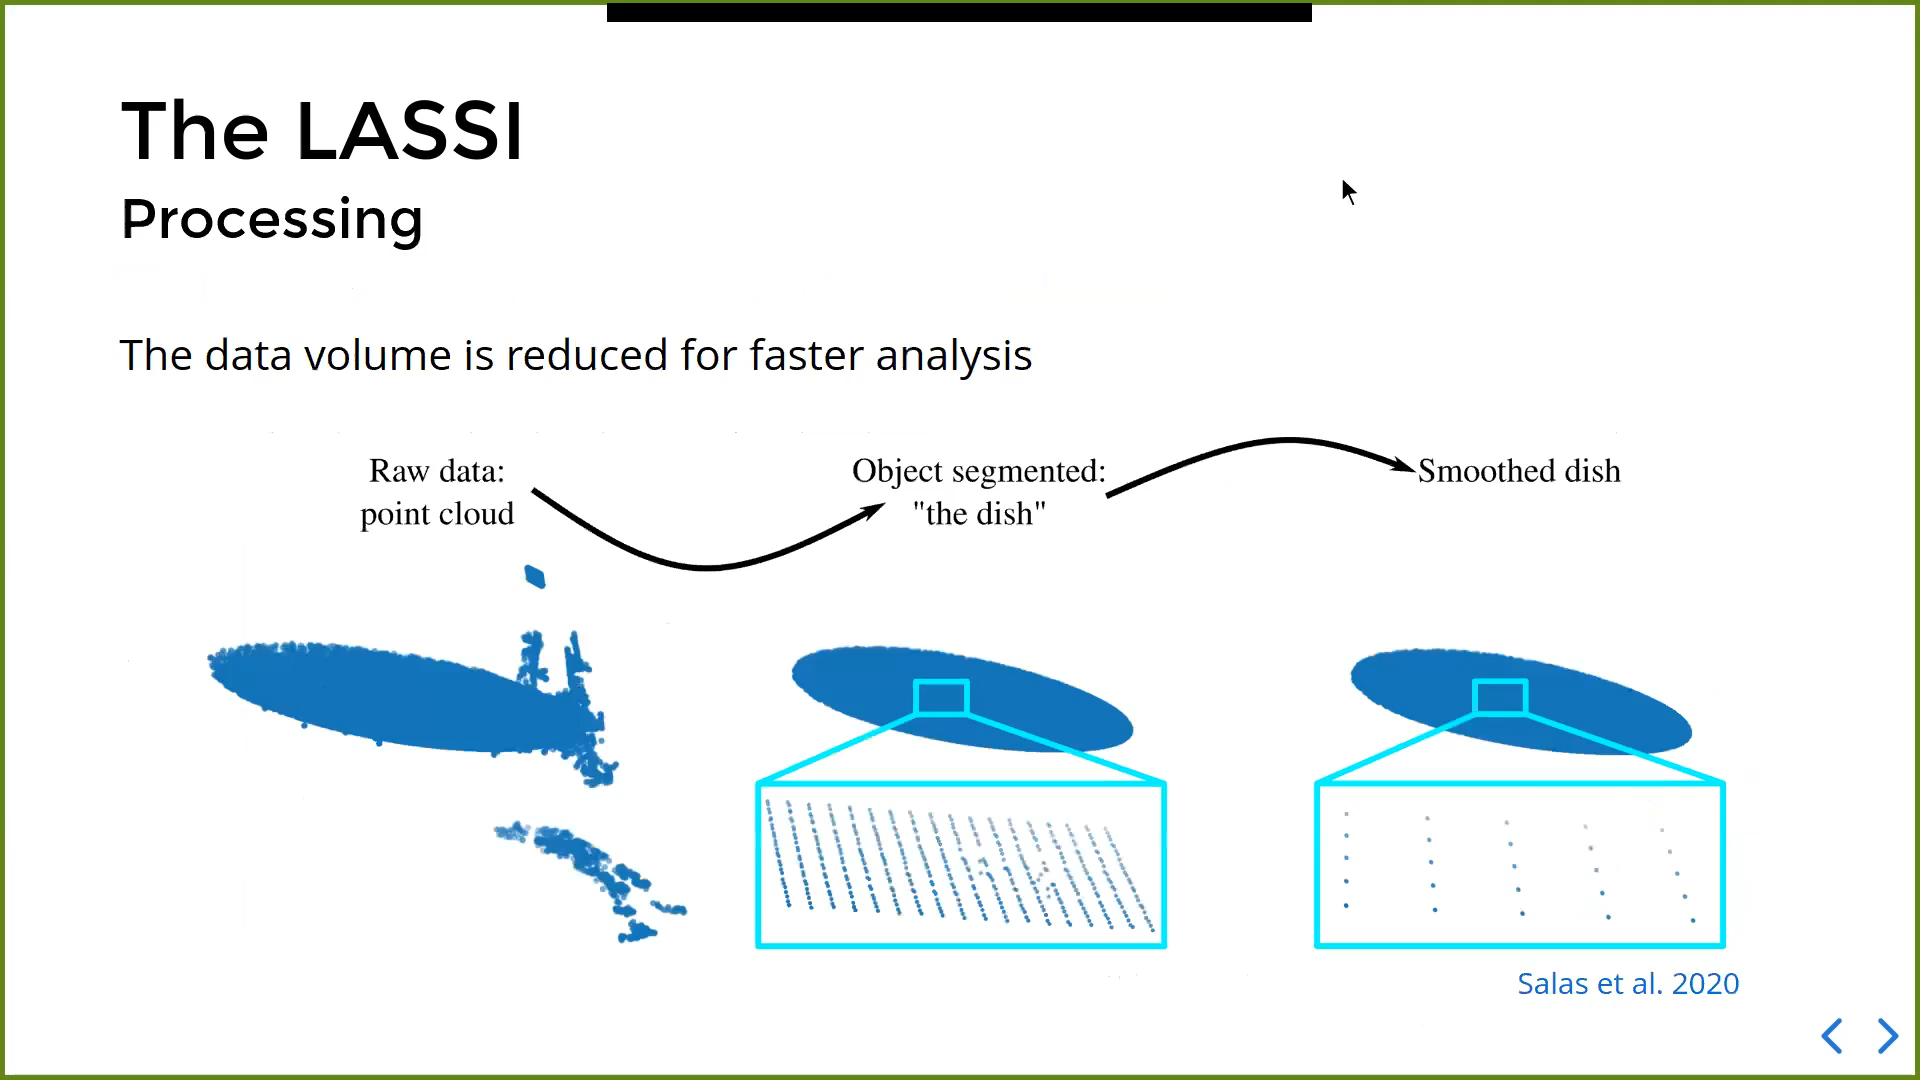 The LASSI
Processing
The data volume is reduced for faster analysis
Raw data:
point cloud
Object segmented:
"the dish"
Smoothed dish
Salas et al. 2020